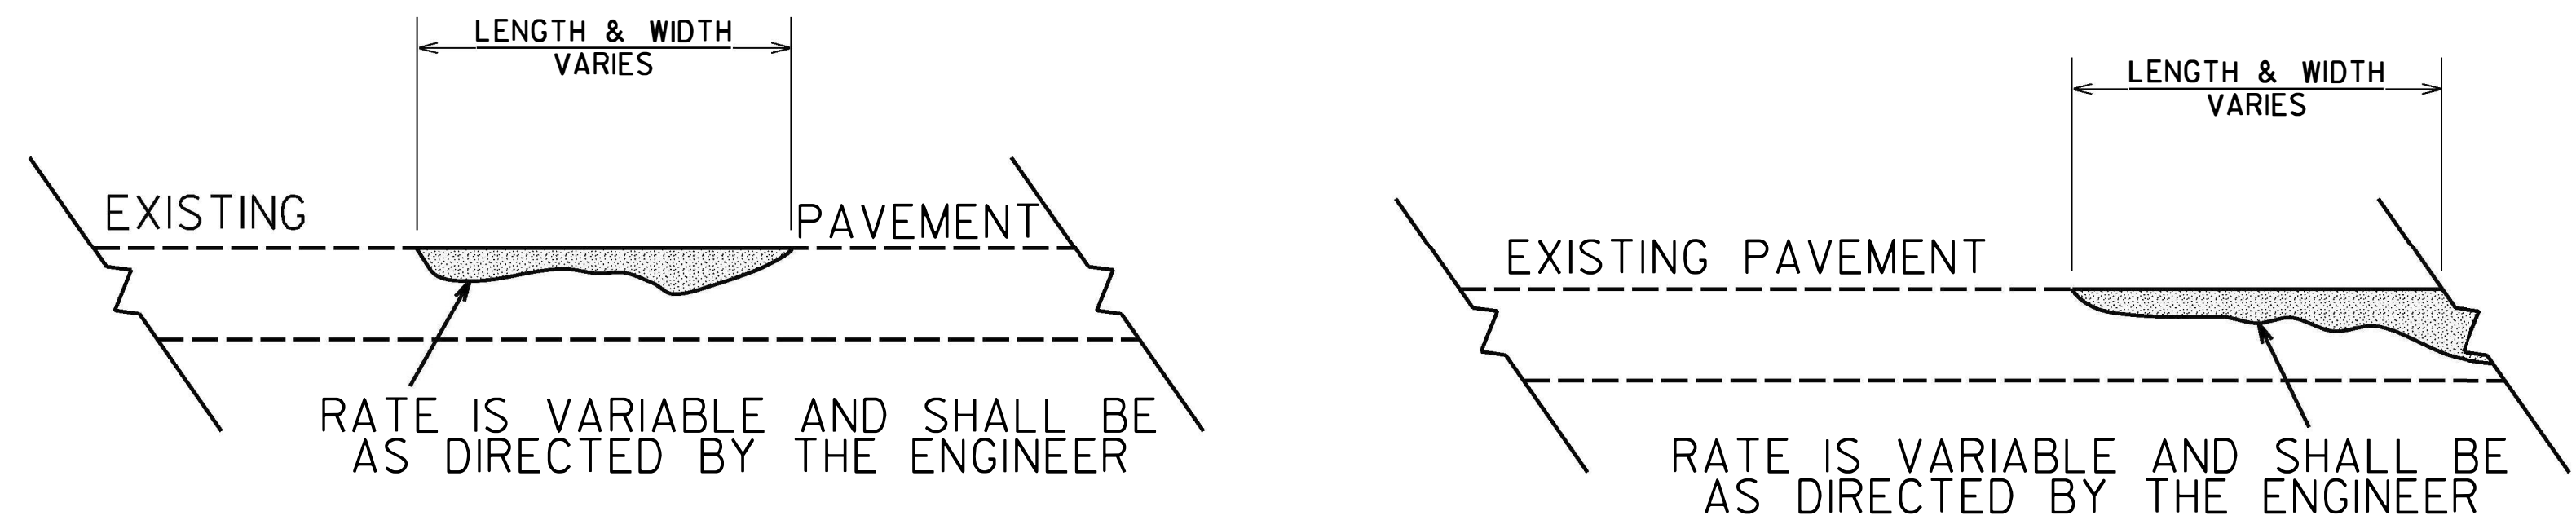 LENGTH & WIDTH
VARIES
EXISTING PAVEMENT
RATE IS VARIABLE AND SHALL BE
AS DIRECTED BY THE ENGINEER
LENGTH & WIDTH
VARIES
EXISTING PAVEMENT
RATE IS VARIABLE AND SHALL BE
AS DIRECTED BY THE ENGINEER